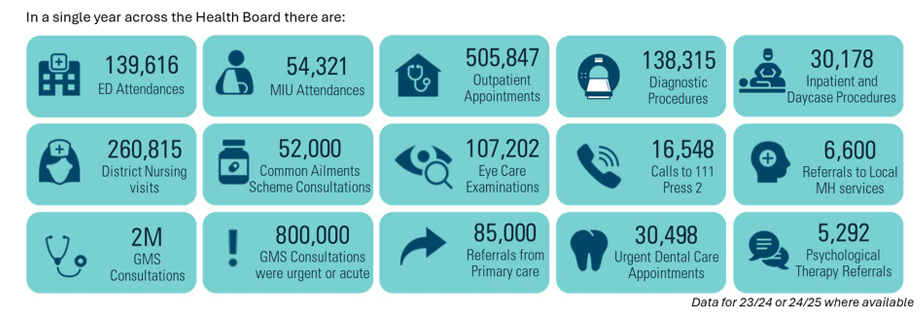 In a single year across the Health Board there are:
139,616
ED Attendances
54,321
MIU Attendances
505,847
Outpatient
Appointments
138,315
Diagnostic
Procedures
30,178
Inpatient and
Daycase Procedures
260,815
District Nursing
visits
52,000
Common Ailments
Scheme Consultations
107,202
Eye Care
Examinations
16,548
Calls to 111
Press 2
6,600
Referrals to Local
MH services
2M
GMS
Consultations
800,000
GMS Consultations
were urgent or acute
85,000
Referrals from
Primary care
30,498
Urgent Dental Care
Appointments
5,292
Psychological
Therapy Referrals
Data for 23/24 or 24/25 where available